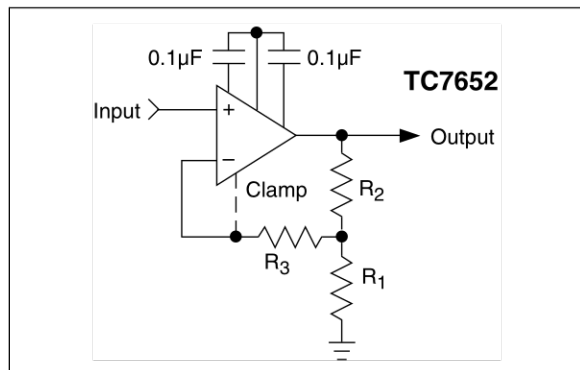 0.1µF
0.1µF
TC7652
Input
+
Output
−
R2
Clamp
R3
R1